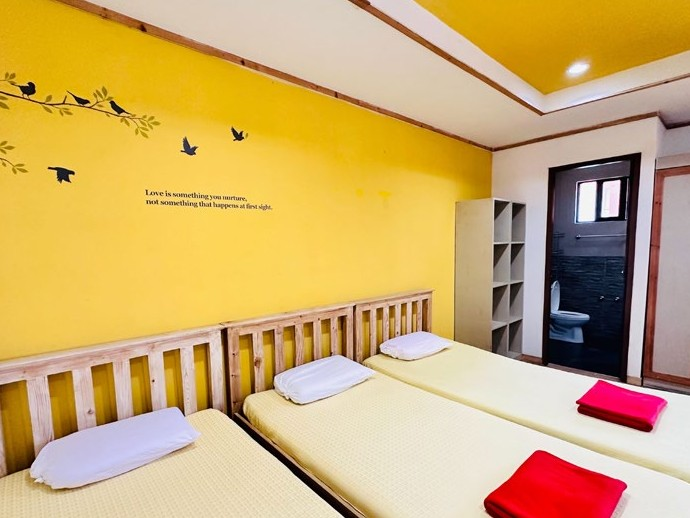 Love is something you nurture,
not something that happens at first sight.